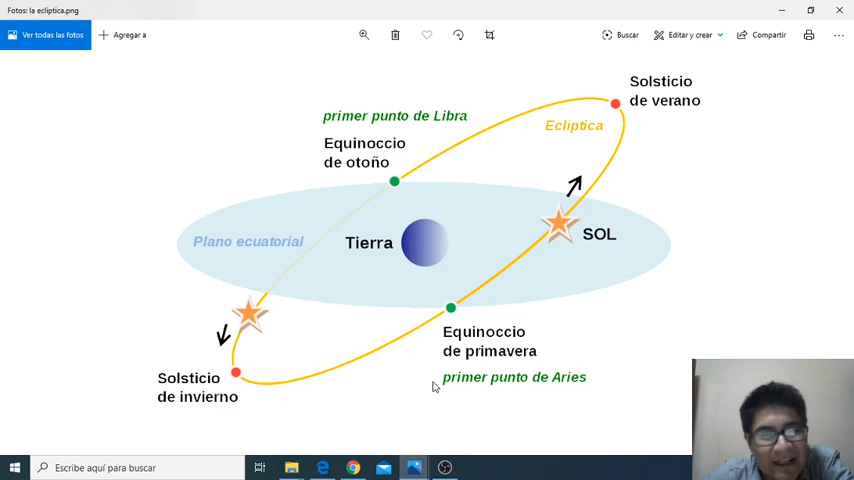 Fotos: la ecliptica.png
Ver todas las fotos
Agregar a
Buscar
Editar y crear
Compartir
Solsticio
de verano
primer punto de Libra
Eclíptica
Equinoccio
de otoño
Plano ecuatorial
Tierra
SOL
Equinoccio
de primavera
Solsticio
de invierno
primer punto de Aries
Escribe aquí para buscar